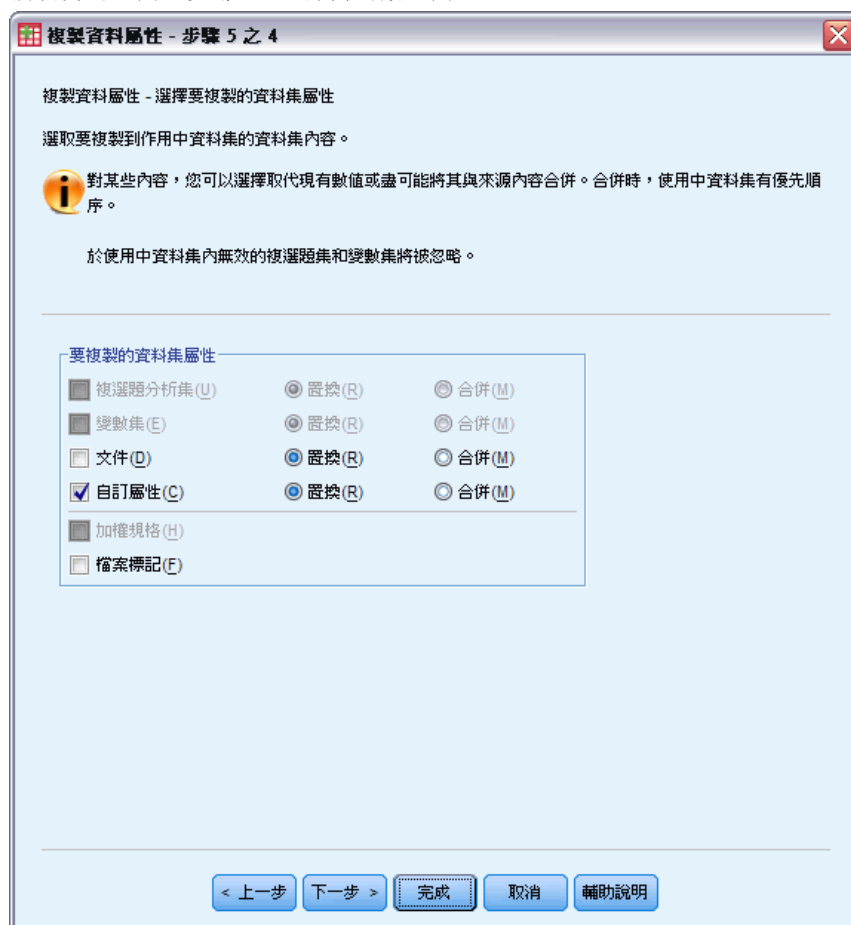 複製資料屬性 - 步驟 5 之 4
複製資料屬性 - 選擇要複製的資料集屬性
選取要複製到作用中資料集的資料集內容。
對某些內容，您可以選擇取代現有數值或盡可能將其與來源內容合併。合併時，使用中資料集有優先順
序。
於使用中資料集內無效的複選題集和變數集將被忽略。
要複製的資料集屬性
複選題分析集(U) 置換(R) 合併(M)
變數集(E) 置換(R) 合併(M)
文件(D) 置換(R) 合併(M)
自訂屬性(C) 置換(R) 合併(M)
加權規格(H)
檔案標記(F)
< 上一步 下一步 > 完成 取消 輔助說明